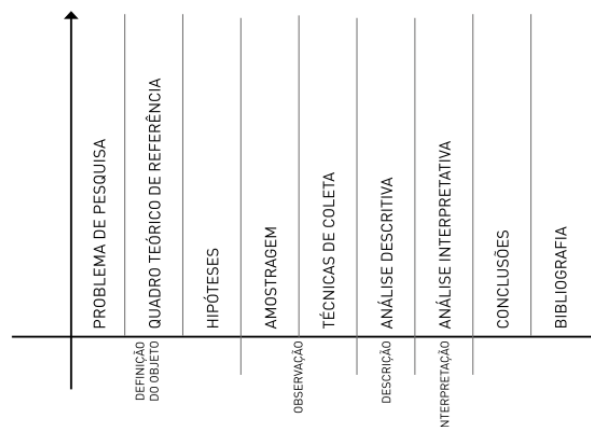 PROBLEMA DE PESQUISA
QUADRO TEÓRICO DE REFERÊNCIA
HIPÓTESES
AMOSTRAGEM
TÉCNICAS DE COLETA
ANÁLISE DESCRITIVA
ANÁLISE INTERPRETATIVA
CONCLUSÕES
BIBLIOGRAFIA
DEFINIÇÃO
DO OBJETO
OBSERVAÇÃO
DESCRIÇÃO
NTERPRETAÇÃO